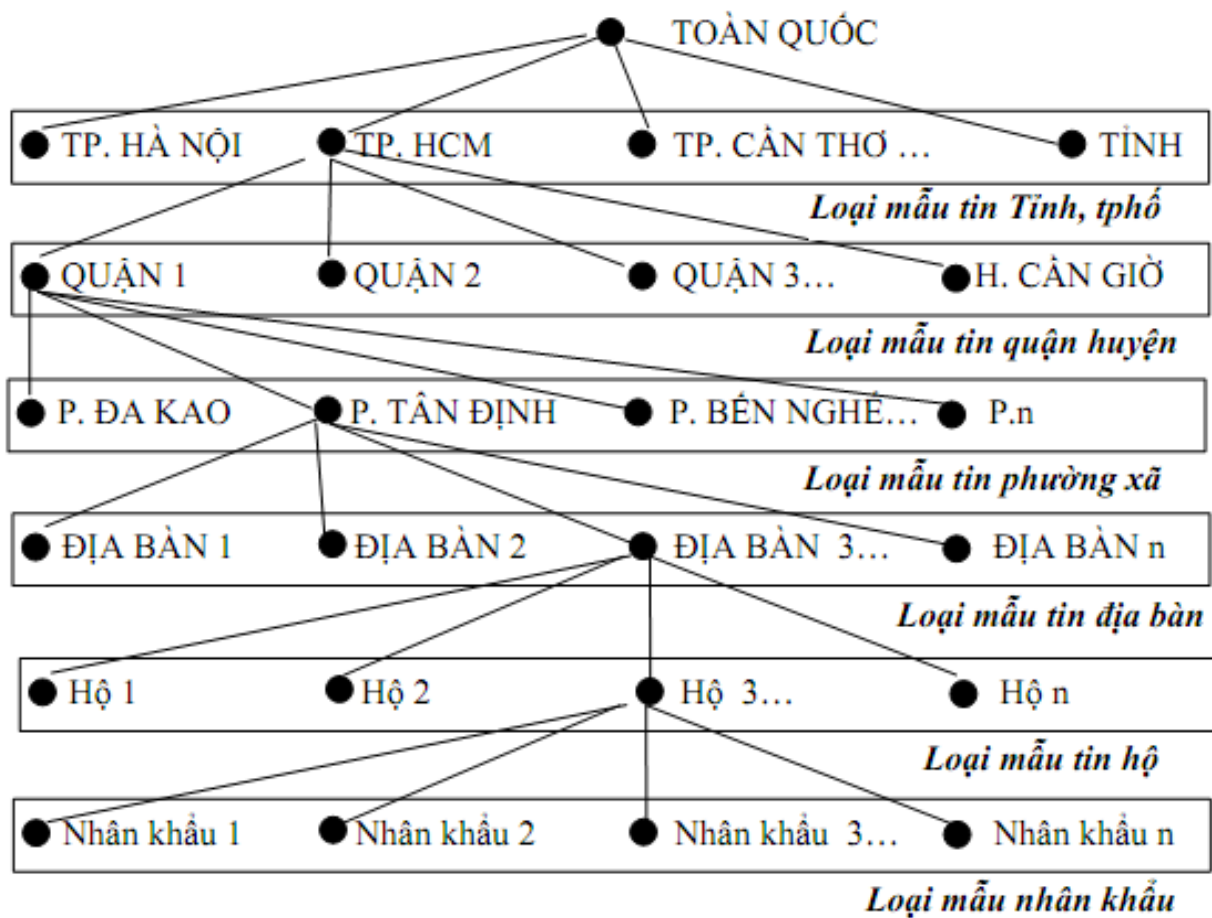 TOÀN QUỐC
TP. HÀ NỘI TP. HCM TP. CẦN THƠ ... TỈNH
Loại mẫu tin Tỉnh, tphố
QUẬN 1 QUẬN 2 QUẬN 3... H. CẦN GIỜ
Loại mẫu tin quận huyện
P. ĐA KAO P. TÂN ĐỊNH P. BẾN NGHÉ... P.n
Loại mẫu tin phường xã
ĐỊA BÀN 1 ĐỊA BÀN 2 ĐỊA BÀN 3... ĐỊA BÀN n
Loại mẫu tin địa bàn
Hộ 1 Hộ 2 Hộ 3... Hộ n
Loại mẫu tin hộ
Nhân khẩu 1 Nhân khẩu 2 Nhân khẩu 3... Nhân khẩu n
Loại mẫu nhân khẩu